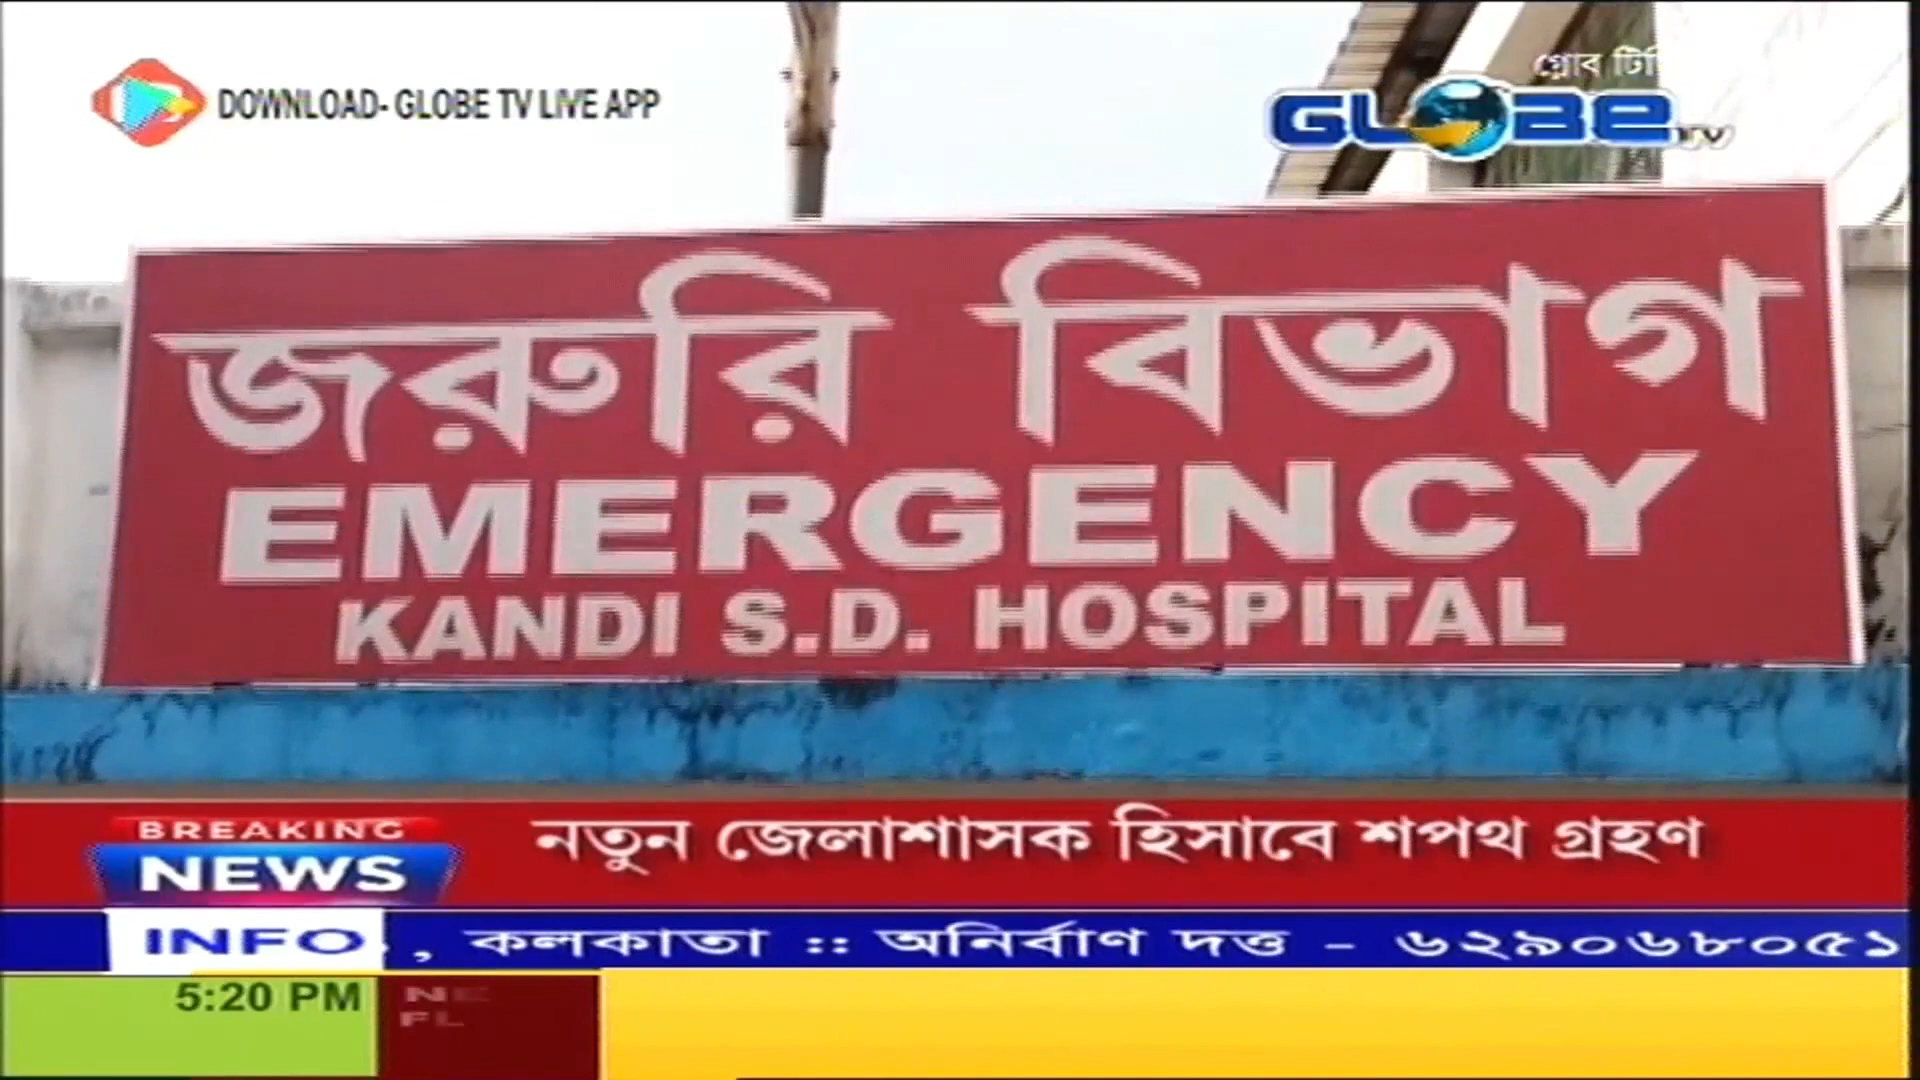 DOWNLOAD- GLOBE TV LIVE APP
গ্লোব টিভি
GLOBE TV
জরুরি বিভাগ
EMERGENCY
KANDI S.D. HOSPITAL
BREAKING
NEWS
নতুন জেলাশাসক হিসাবে শপথ গ্রহণ
INFO , কলকাতা :: অনির্বাণ দত্ত - ৬২৯০৬৮০৫১
5:20 PM